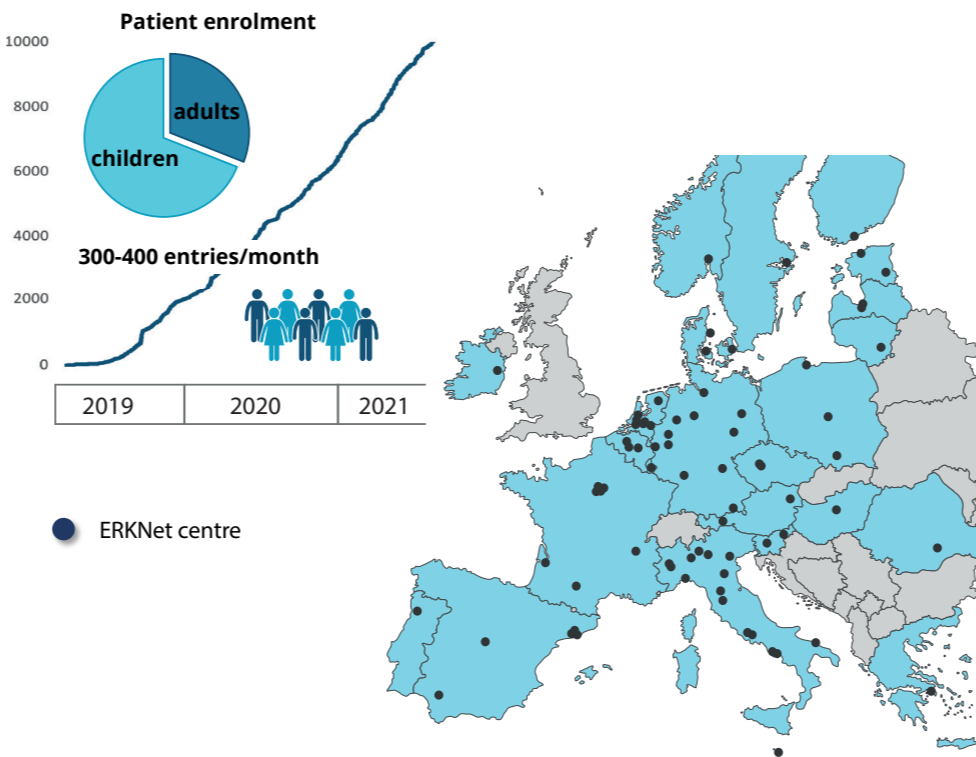 Patient enrolment
10000
8000
6000
4000
2000
0
adults
children
300-400 entries/month
2019 2020 2021
ERKNet centre